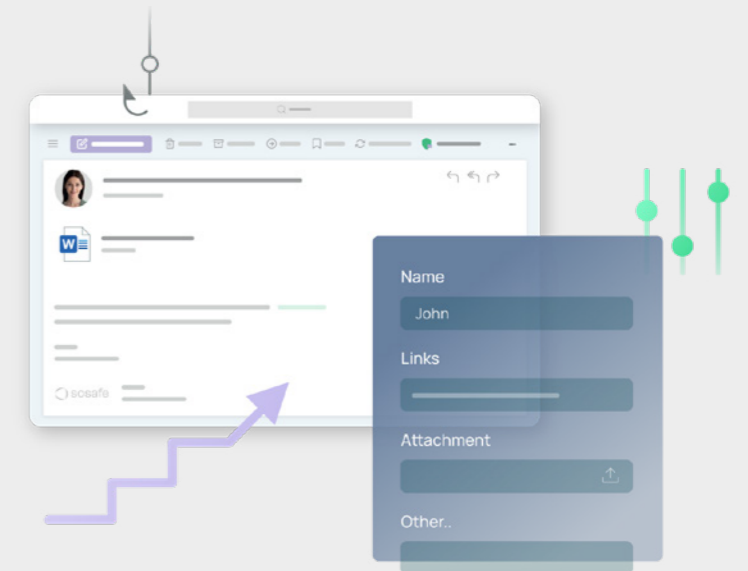 W
sosafe
Name
John
Links
Attachment
Other..